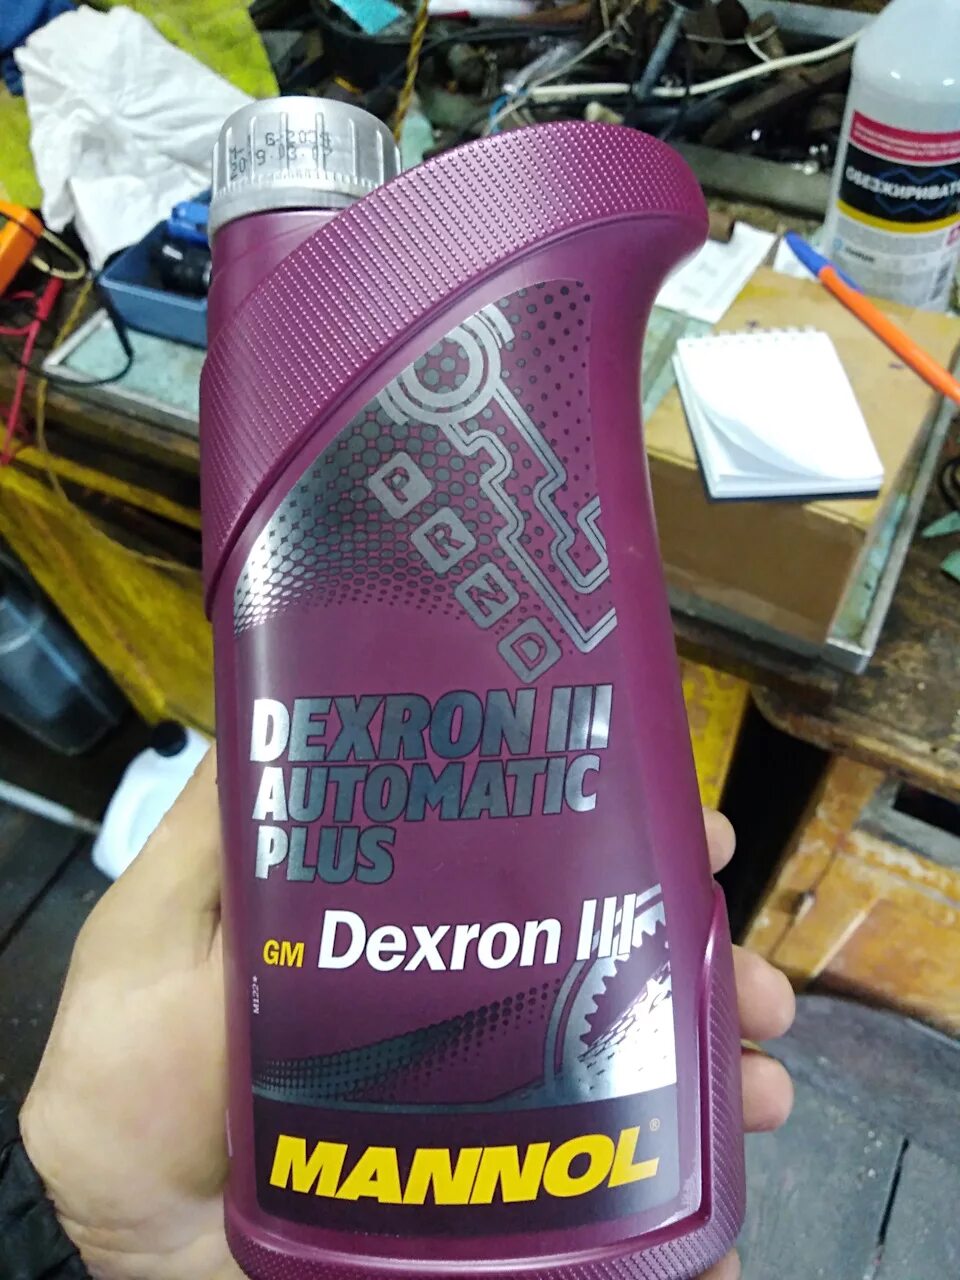 P
R
N
D
DEXRON III
AUTOMATIC
PLUS
GM Dexron III
MANNOL®